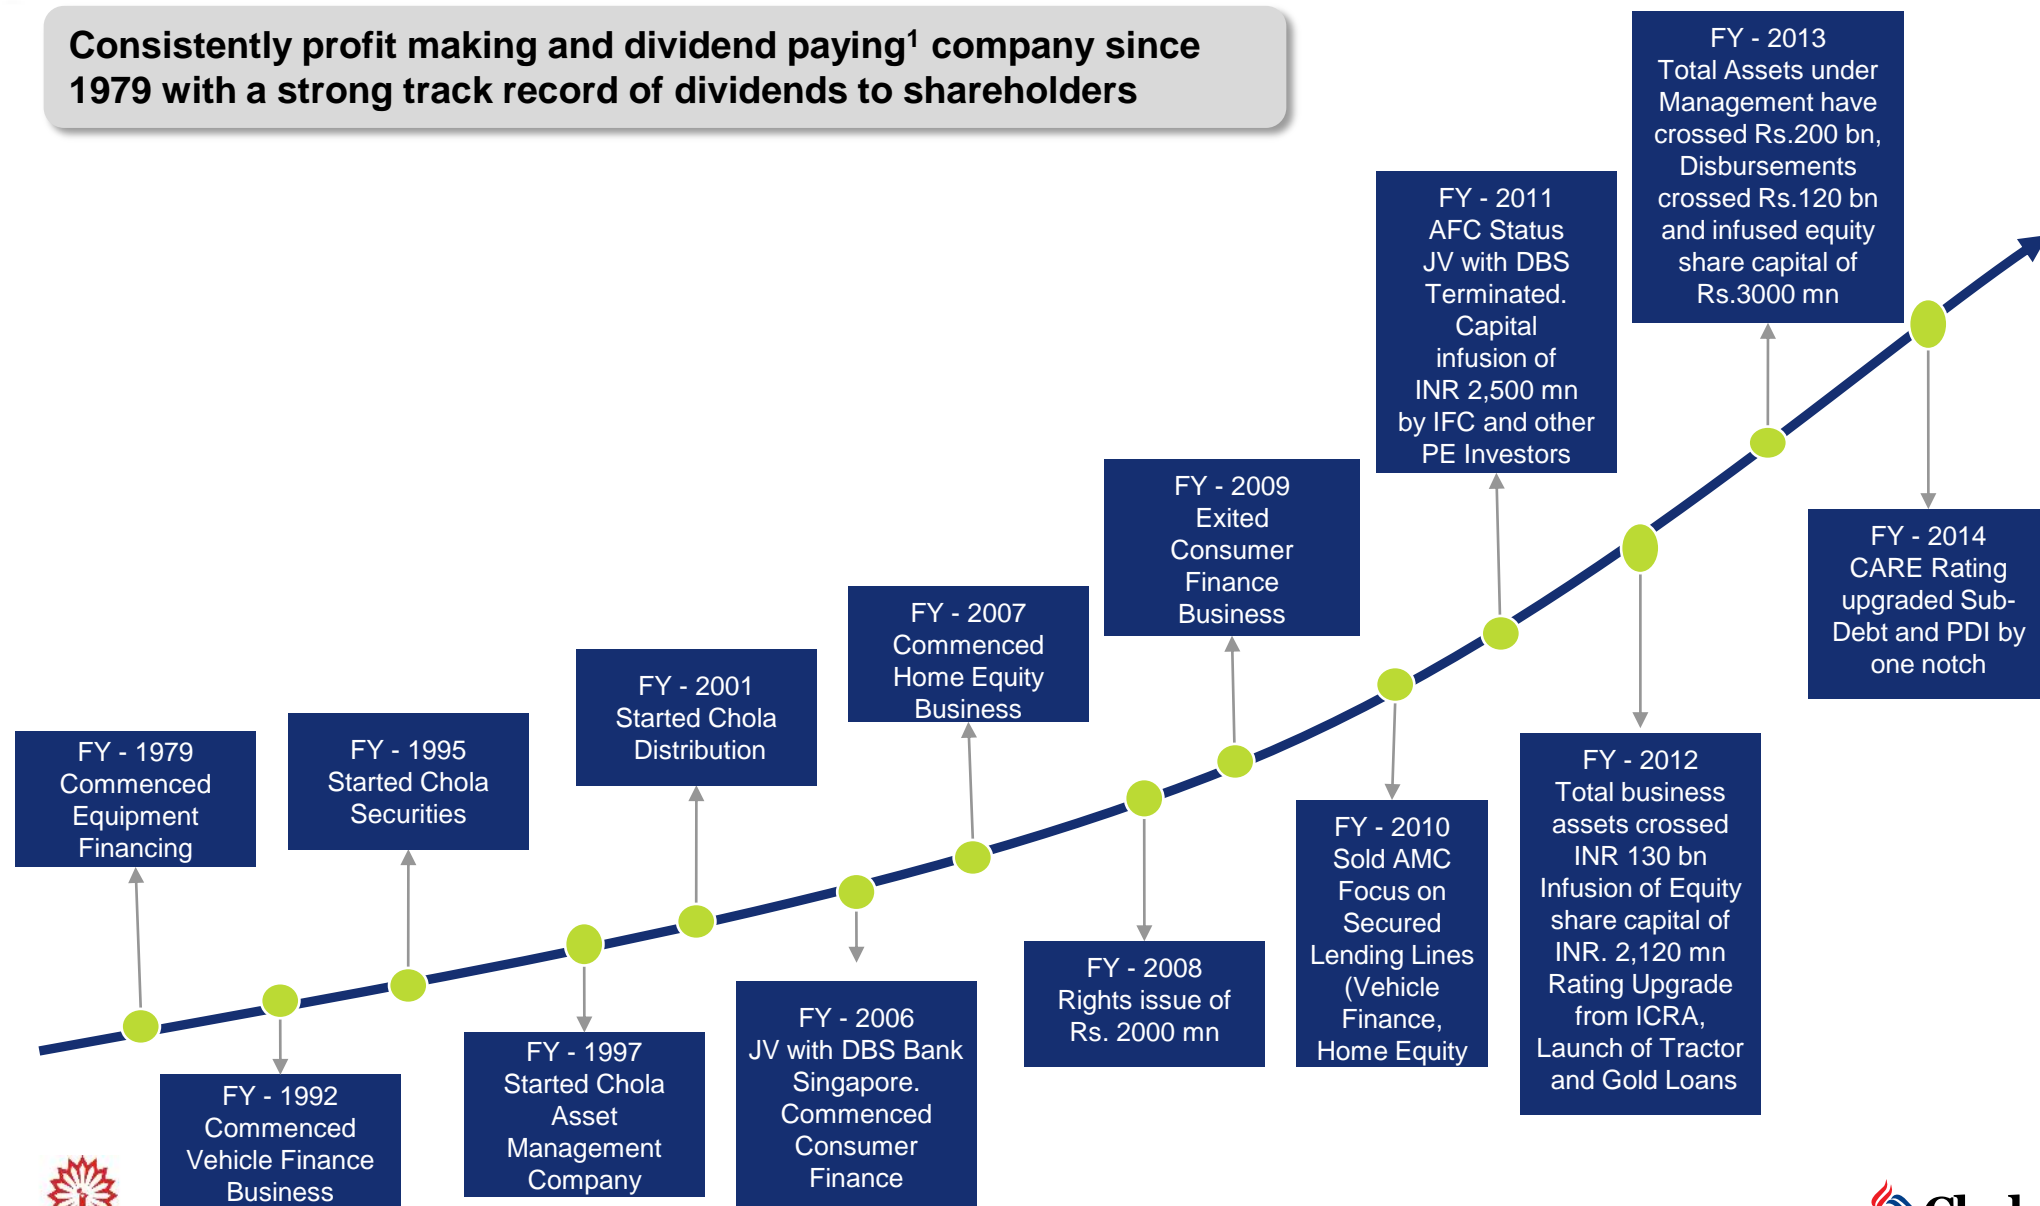 Consistently profit making and dividend paying¹ company since
1979 with a strong track record of dividends to shareholders
FY - 1979
Commenced
Equipment
Financing
FY - 1992
Commenced
Vehicle Finance
Business
FY - 1995
Started Chola
Securities
FY - 1997
Started Chola
Asset
Management
Company
FY - 2001
Started Chola
Distribution
FY - 2006
JV with DBS Bank
Singapore.
Commenced
Consumer
Finance
FY - 2007
Commenced
Home Equity
Business
FY - 2008
Rights issue of
Rs. 2000 mn
FY - 2009
Exited
Consumer
Finance
Business
FY - 2010
Sold AMC
Focus on
Secured
Lending Lines
(Vehicle
Finance,
Home Equity
FY - 2011
AFC Status
JV with DBS
Terminated.
Capital
infusion of
INR 2,500 mn
by IFC and other
PE Investors
FY - 2012
Total business
assets crossed
INR 130 bn
Infusion of Equity
share capital of
INR. 2,120 mn
Rating Upgrade
from ICRA,
Launch of Tractor
and Gold Loans
FY - 2013
Total Assets under
Management have
crossed Rs.200 bn,
Disbursements
crossed Rs.120 bn
and infused equity
share capital of
Rs.3000 mn
FY - 2014
CARE Rating
upgraded Sub-
Debt and PDI by
one notch